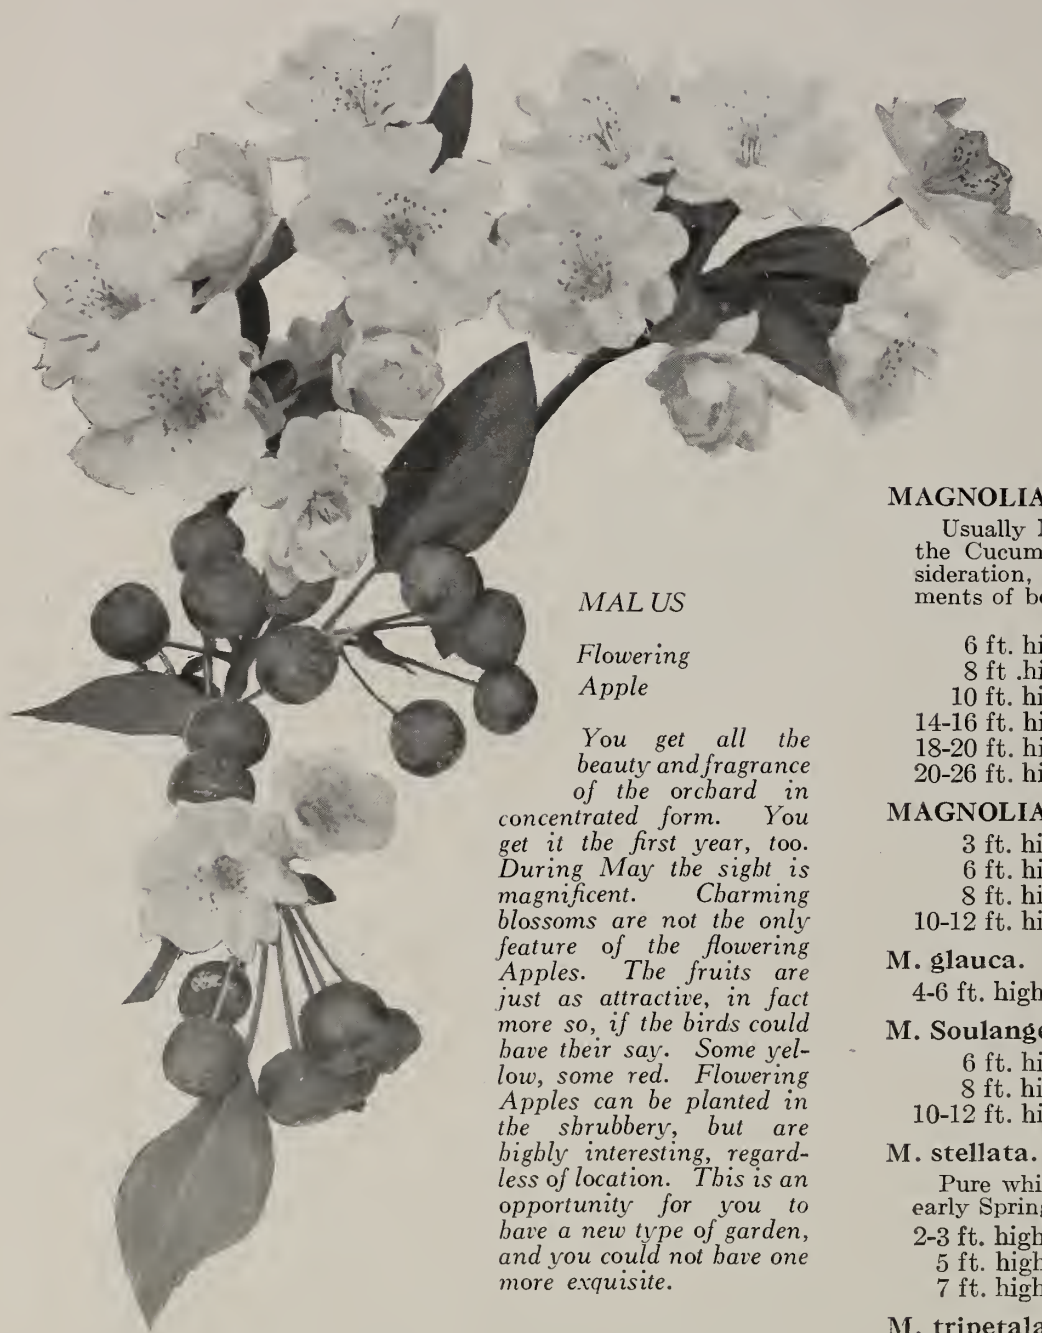 MAL US
Flowering
Apple
You get all the
beauty and fragrance
of the orchard in
concentrated form. You
get it the first year, too.
During May the sight is
magnificent. Charming
blossoms are not the only
feature of the flowering
Apples. The fruits are
just as attractive, in fact
more so, if the birds could
have their say. Some yel-
low, some red. Flowering
Apples can be planted in
the shrubbery, but are
highly interesting, regard-
less of location. This is an
opportunity for you to
have a new type of garden,
and you could not have one
more exquisite.
MAGNOLIA
Usually
the Cucum
sideration,
ments of
6 ft. hi
8 ft .hi
10 ft. hi
14-16 ft. hi
18-20 ft. hi
20-26 ft. hi
MAGNOLIA
3 ft. hi
6 ft. hi
8 ft. hi
10-12 ft. hi
M. glauca.
4-6 ft. high
M. Soulange
6 ft. hi
8 ft. hi
10-12 ft. hi
M. stellata.
Pure whi
early Spring
2-3 ft. high
5 ft. high
7 ft. high
M. tripetala